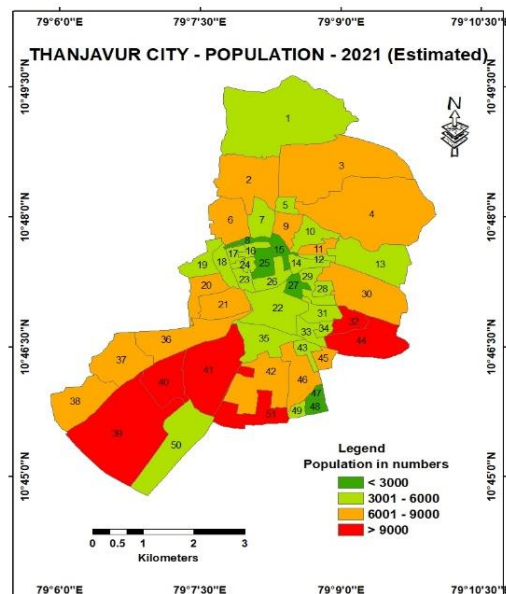 79°6'0"E 79°7'30"E 79°9'0"E 79°10'30"E
THANJAVUR CITY - POPULATION - 2021 (Estimated)
10°49'30"N 10°49'30"N
N
1
3
2
4
5
6 7 9
10
8 15 11
17 16 12
19 18 24 25 14 13
23 26 29
20 27 28
30
21 22
31 32
33 34
36 35 44
43
37 45
41 42 46
40
38 47
39 51 49 48
50
10°48'0"N 10°48'0"N
10°46'30"N 10°46'30"N
10°45'0"N 10°45'0"N
Legend
Population in numbers
< 3000
3001 - 6000
6001 - 9000
> 9000
0 0.5 1 2 3
Kilometers
79°6'0"E 79°7'30"E 79°9'0"E 79°10'30"E